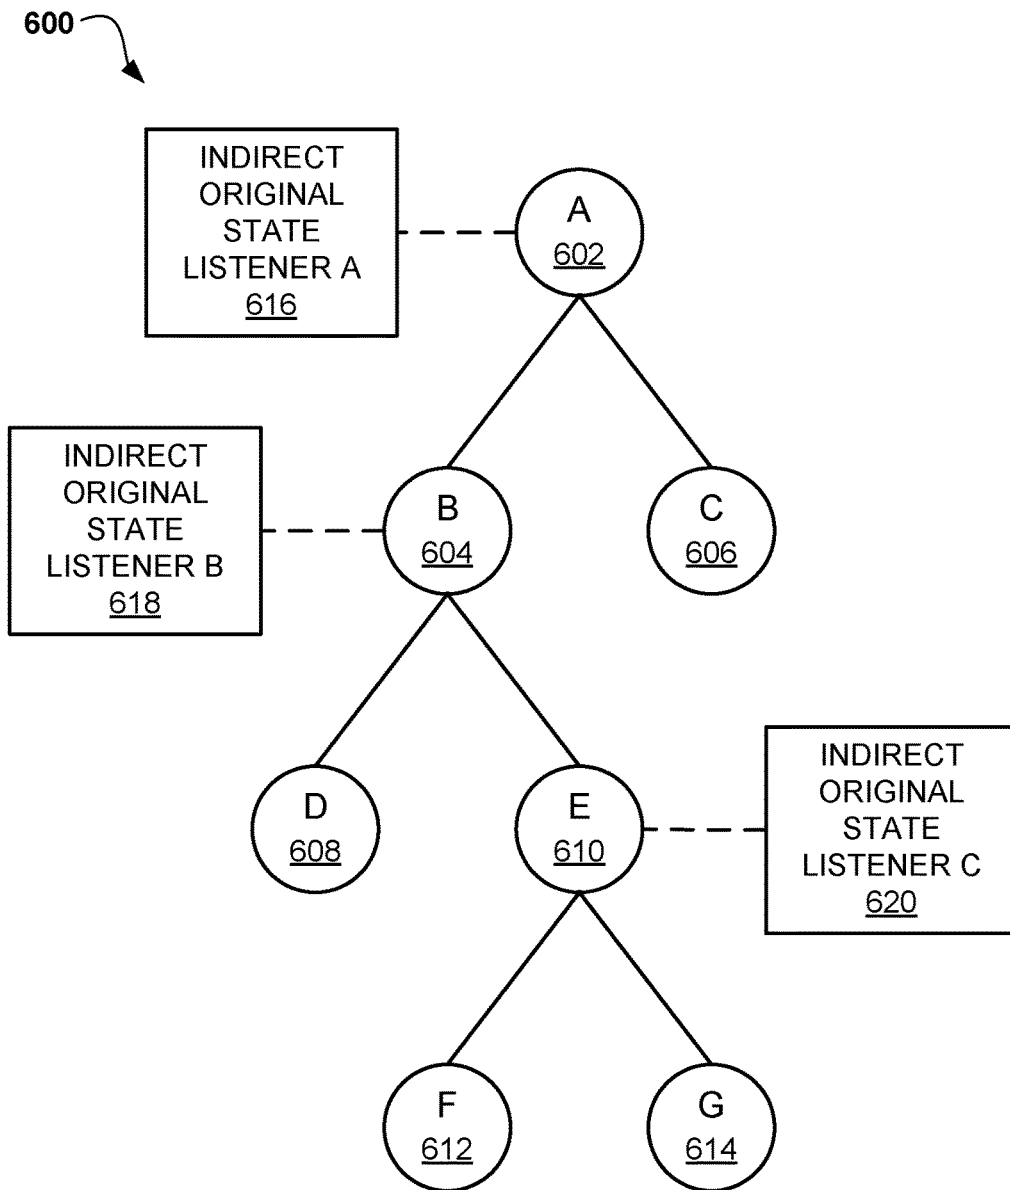 600
INDIRECT
ORIGINAL
STATE
LISTENER A
616
A
602
INDIRECT
ORIGINAL
STATE
LISTENER B
618
B
604
C
606
D
608
E
610
INDIRECT
ORIGINAL
STATE
LISTENER C
620
F
612
G
614